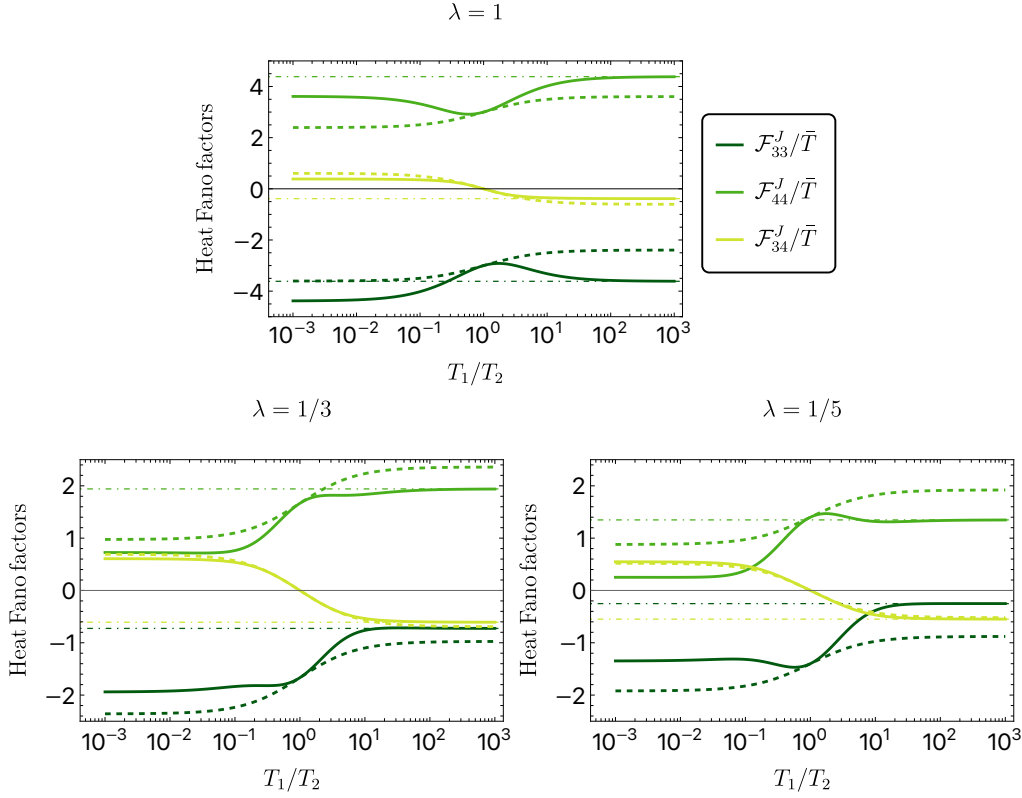 λ = 1
Heat Fano factors
4
2
0
−2
−4
10⁻³ 10⁻² 10⁻¹ 10⁰ 10¹ 10² 10³
T₁/T₂
ℱ₃₃ᴶ/T̄
ℱ₄₄ᴶ/T̄
ℱ₃₄ᴶ/T̄
λ = 1/3
Heat Fano factors
2
1
0
−1
−2
10⁻³ 10⁻² 10⁻¹ 10⁰ 10¹ 10² 10³
T₁/T₂
λ = 1/5
Heat Fano factors
2
1
0
−1
−2
10⁻³ 10⁻² 10⁻¹ 10⁰ 10¹ 10² 10³
T₁/T₂